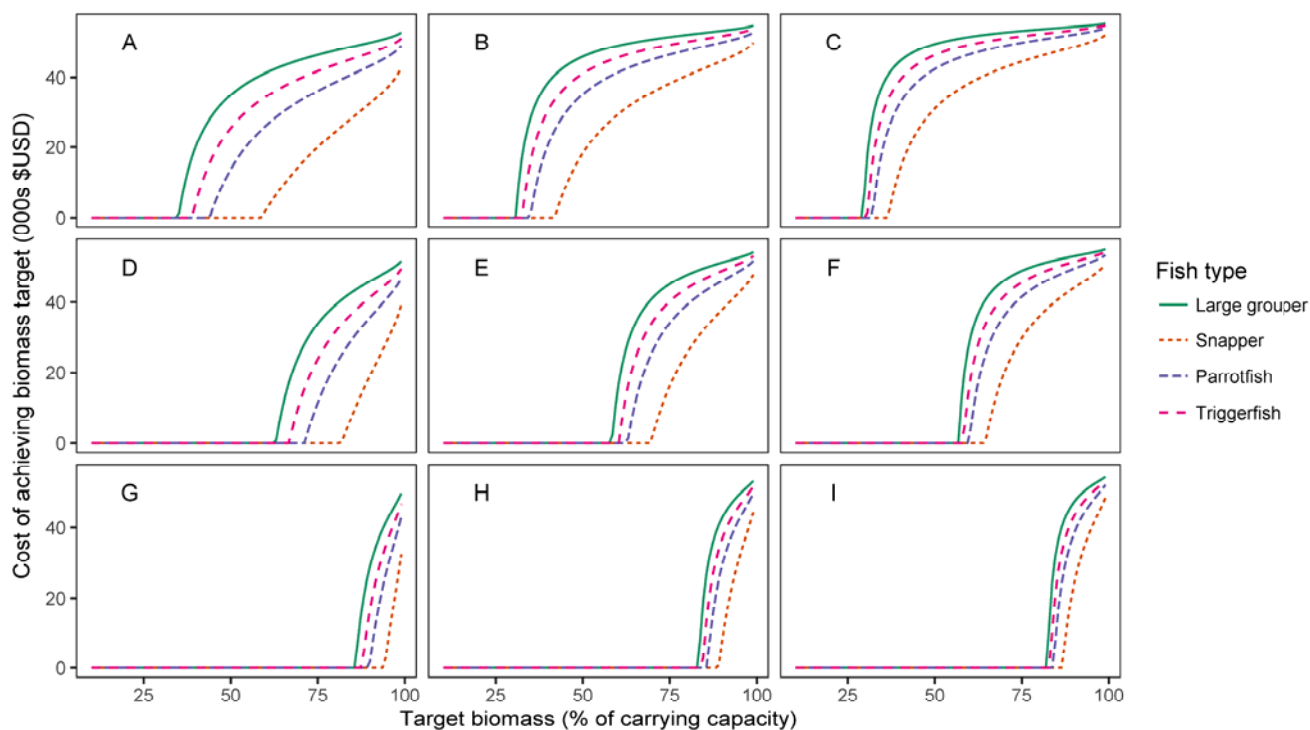 A
B
C
40
20
0
D
E
F
40
20
0
G
H
I
40
20
0
25
50
75
100
25
50
75
100
25
50
75
100
Cost of achieving biomass target (000s $USD)
Target biomass (% of carrying capacity)
Fish type
Large grouper
Snapper
Parrotfish
Triggerfish